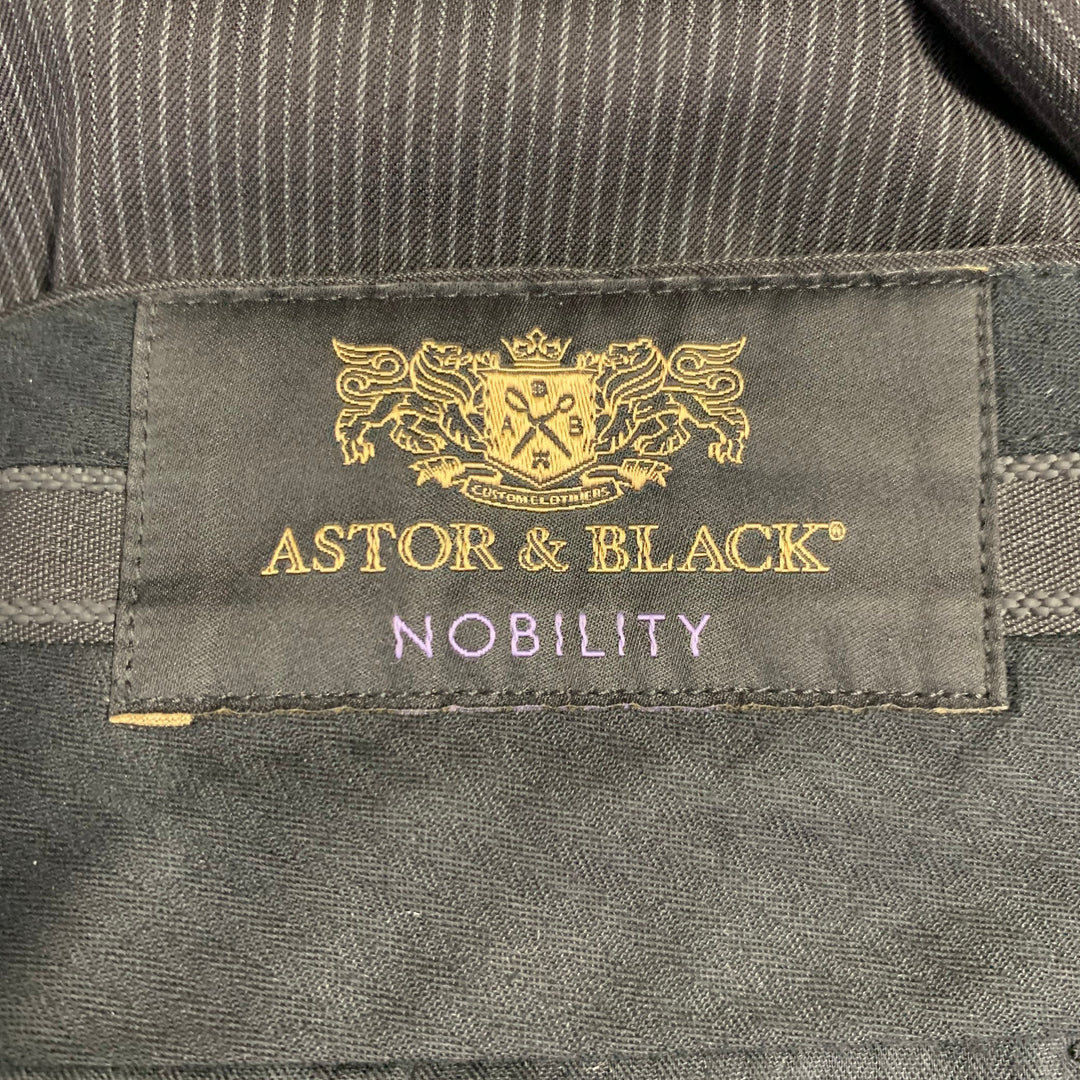 S
A B
CUSTOM CLOTHIERS
ASTOR & BLACK®
NOBILITY